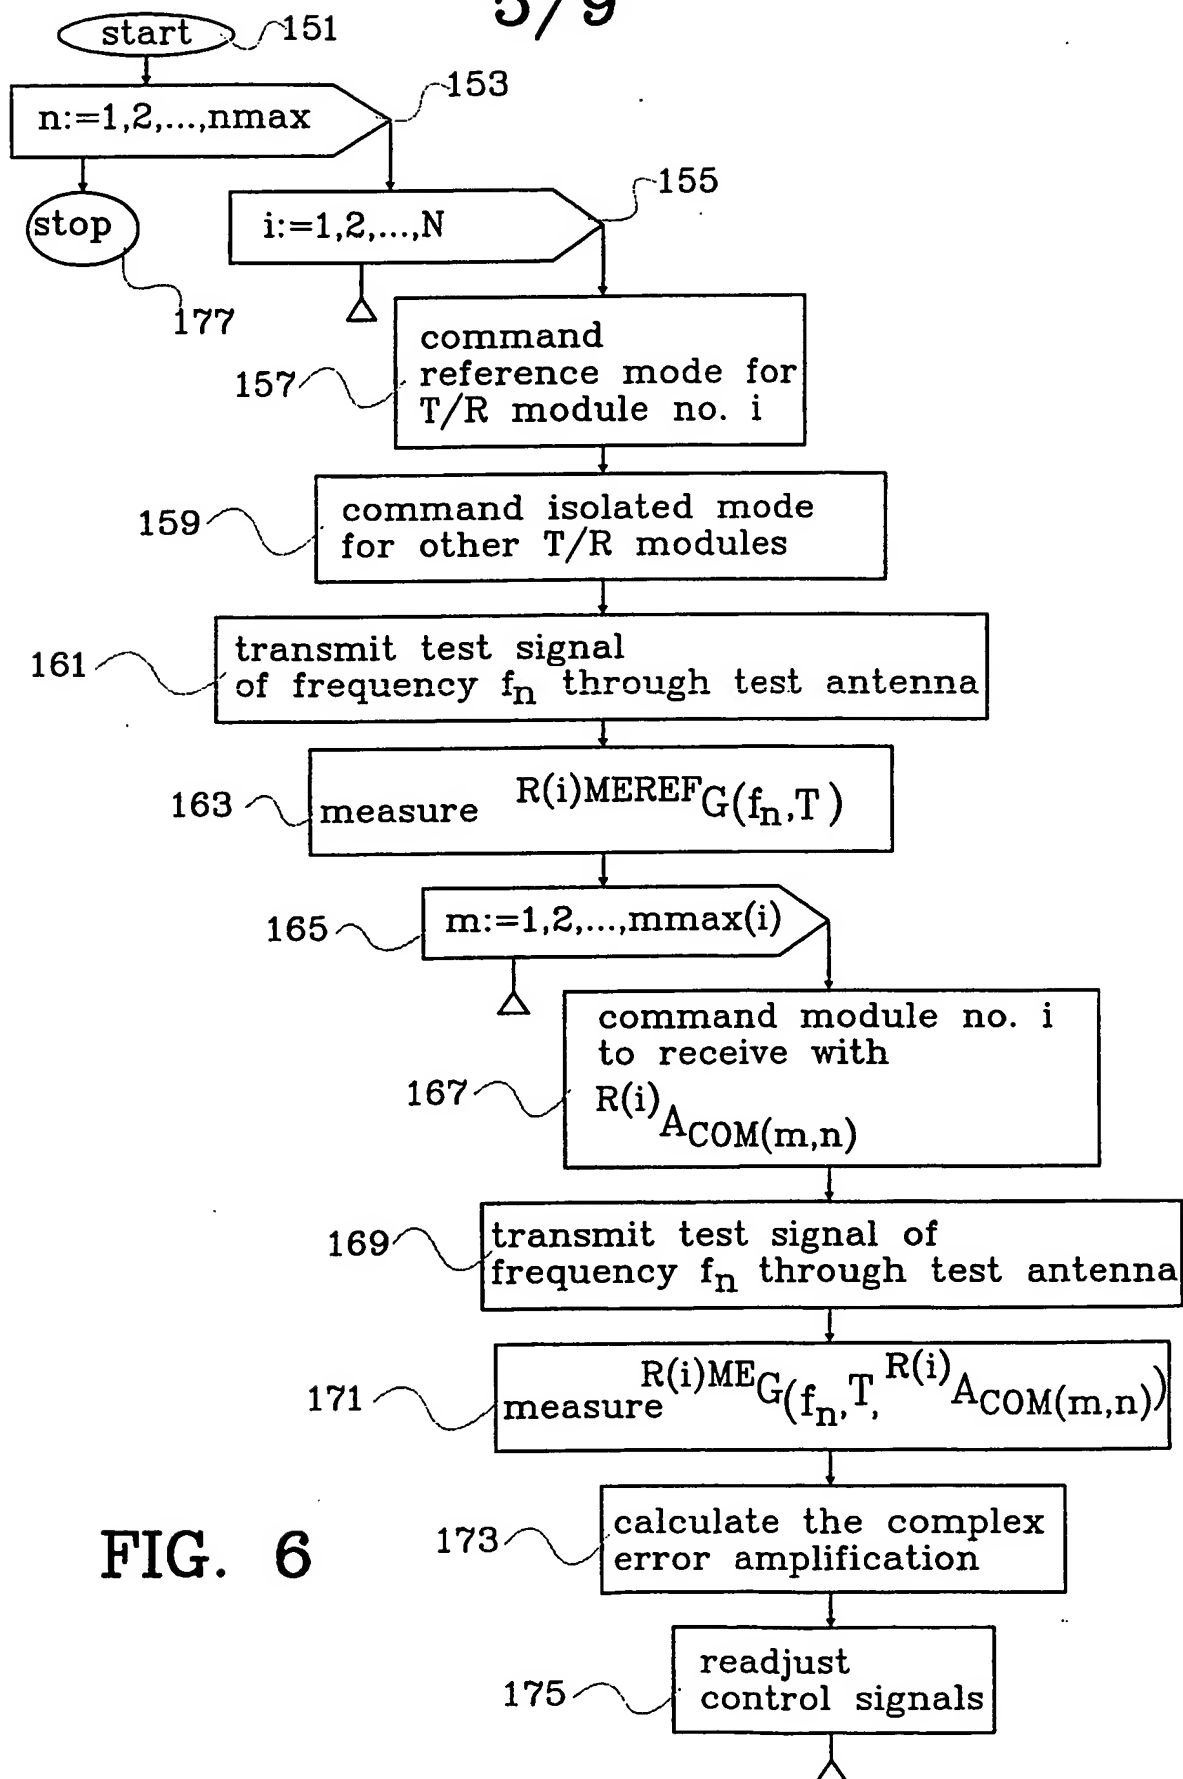 5/9
start
151
n:=1,2,...,nmax
153
stop
177
i:=1,2,...,N
155
command
reference mode for
T/R module no. i
157
command isolated mode
for other T/R modules
159
transmit test signal
of frequency fn through test antenna
161
measure R(i)MEREFG(fn,T)
163
m:=1,2,...,mmax(i)
165
command module no. i
to receive with
R(i)ACOM(m,n)
167
transmit test signal of
frequency fn through test antenna
169
measure R(i)MEG(fn,T,R(i)ACOM(m,n))
171
calculate the complex
error amplification
173
readjust
control signals
175
FIG. 6